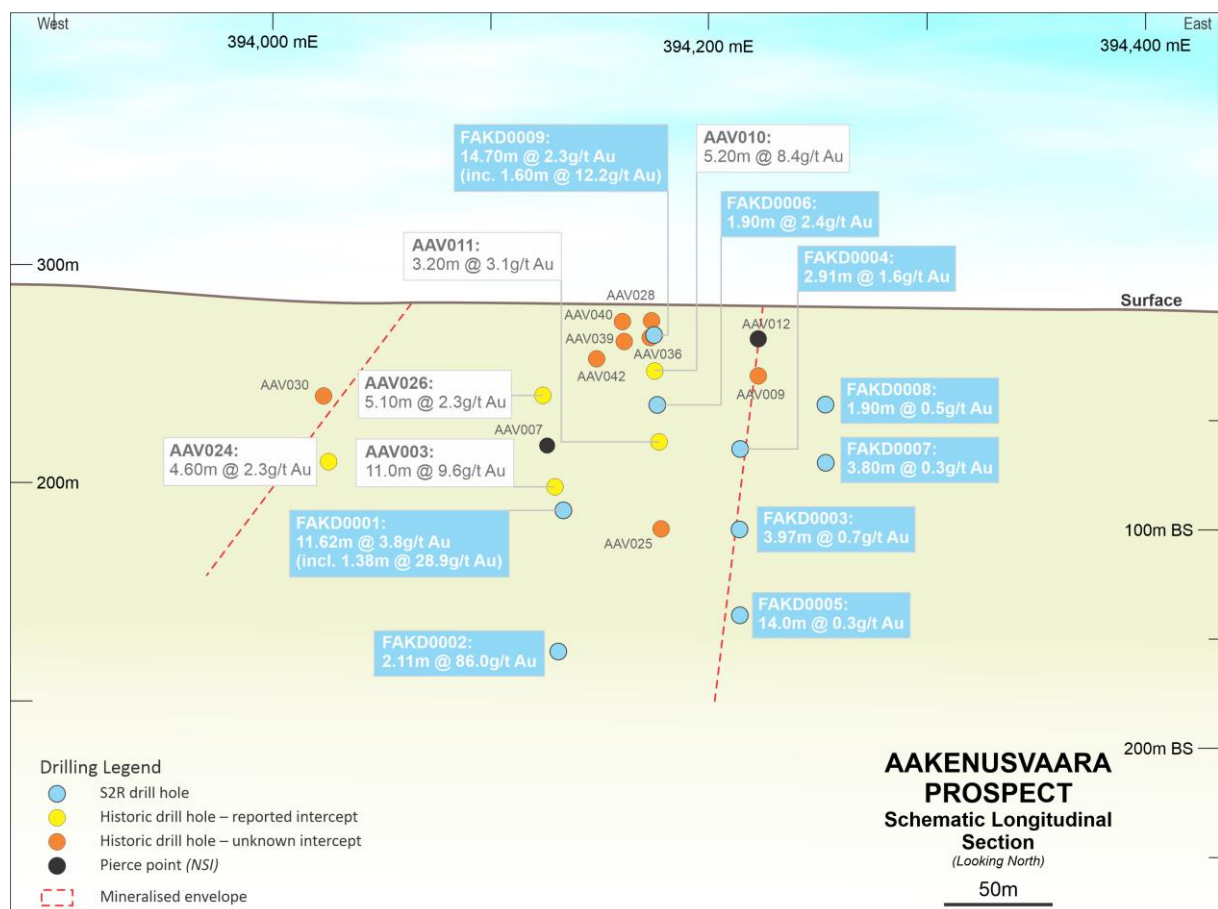 West
East
394,000 mE
394,200 mE
394,400 mE
FAKD0009:
14.70m @ 2.3g/t Au
(inc. 1.60m @ 12.2g/t Au)
AAV010:
5.20m @ 8.4g/t Au
FAKD0006:
1.90m @ 2.4g/t Au
AAV011:
3.20m @ 3.1g/t Au
FAKD0004:
2.91m @ 1.6g/t Au
300m
AAV028
Surface
AAV040
AAV012
AAV039
AAV036
AAV042
AAV009
AAV030
AAV026:
5.10m @ 2.3g/t Au
FAKD0008:
1.90m @ 0.5g/t Au
AAV007
AAV024:
4.60m @ 2.3g/t Au
AAV003:
11.0m @ 9.6g/t Au
FAKD0007:
3.80m @ 0.3g/t Au
200m
FAKD0001:
11.62m @ 3.8g/t Au
(incl. 1.38m @ 28.9g/t Au)
AAV025
FAKD0003:
3.97m @ 0.7g/t Au
100m BS
FAKD0005:
14.0m @ 0.3g/t Au
FAKD0002:
2.11m @ 86.0g/t Au
200m BS
Drilling Legend
S2R drill hole
Historic drill hole – reported intercept
Historic drill hole – unknown intercept
Pierce point (NSI)
Mineralised envelope
AAKENUSVAARA
PROSPECT
Schematic Longitudinal
Section
(Looking North)
50m